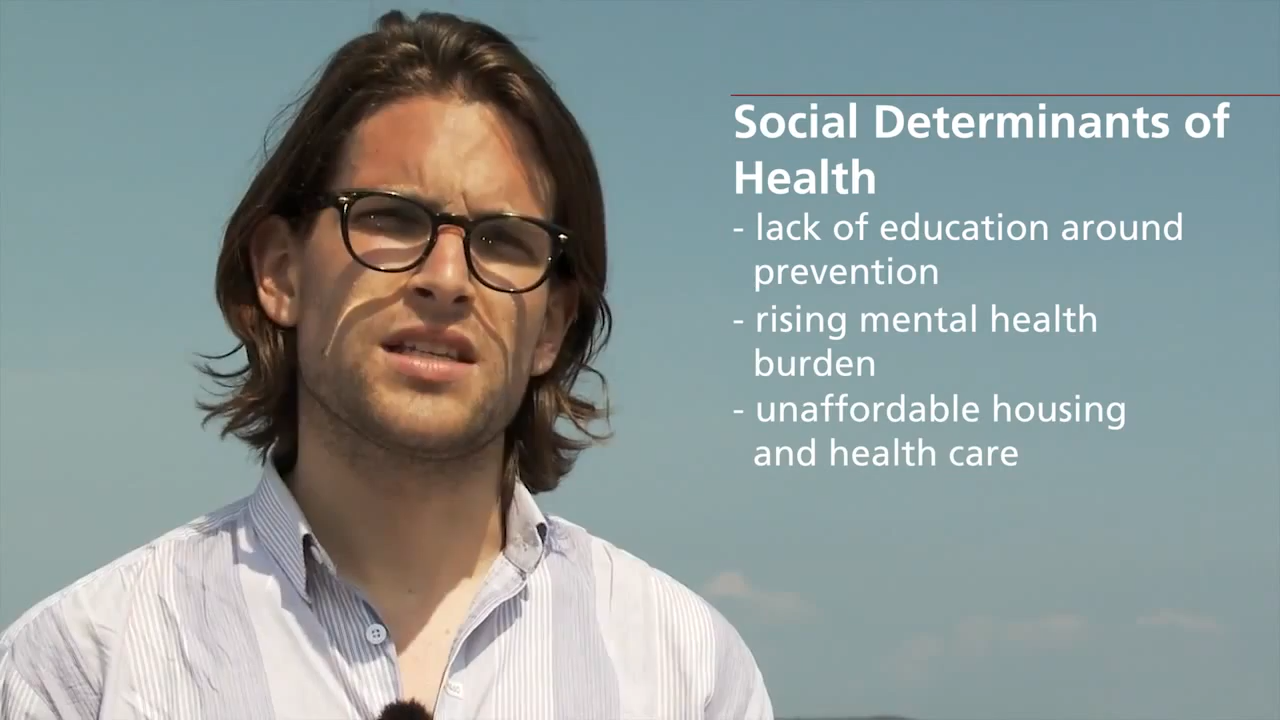 Social Determinants of
Health
- lack of education around
prevention
- rising mental health
burden
- unaffordable housing
and health care